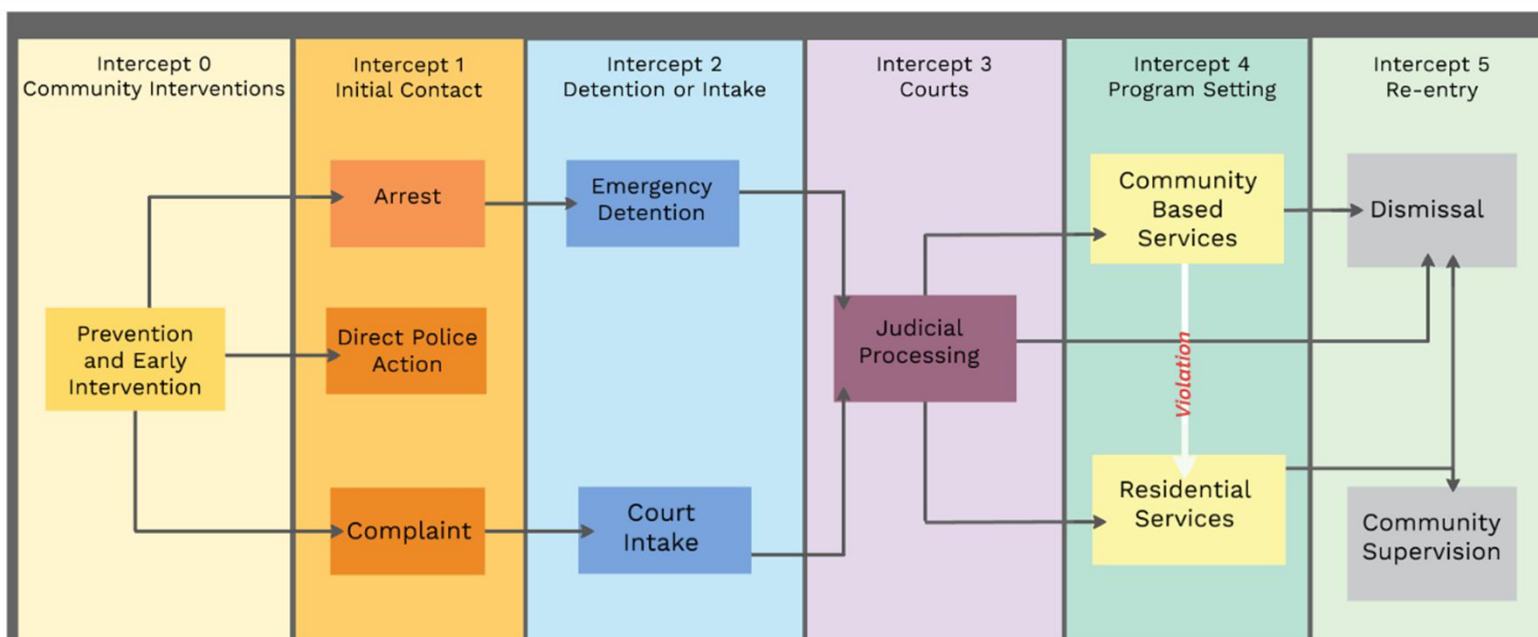 Intercept 0
Community Interventions
Intercept 1
Initial Contact
Intercept 2
Detention or Intake
Intercept 3
Courts
Intercept 4
Program Setting
Intercept 5
Re-entry
Prevention
and Early
Intervention
Arrest
Direct Police
Action
Complaint
Emergency
Detention
Court
Intake
Judicial
Processing
Community
Based
Services
Violation
Residential
Services
Dismissal
Community
Supervision